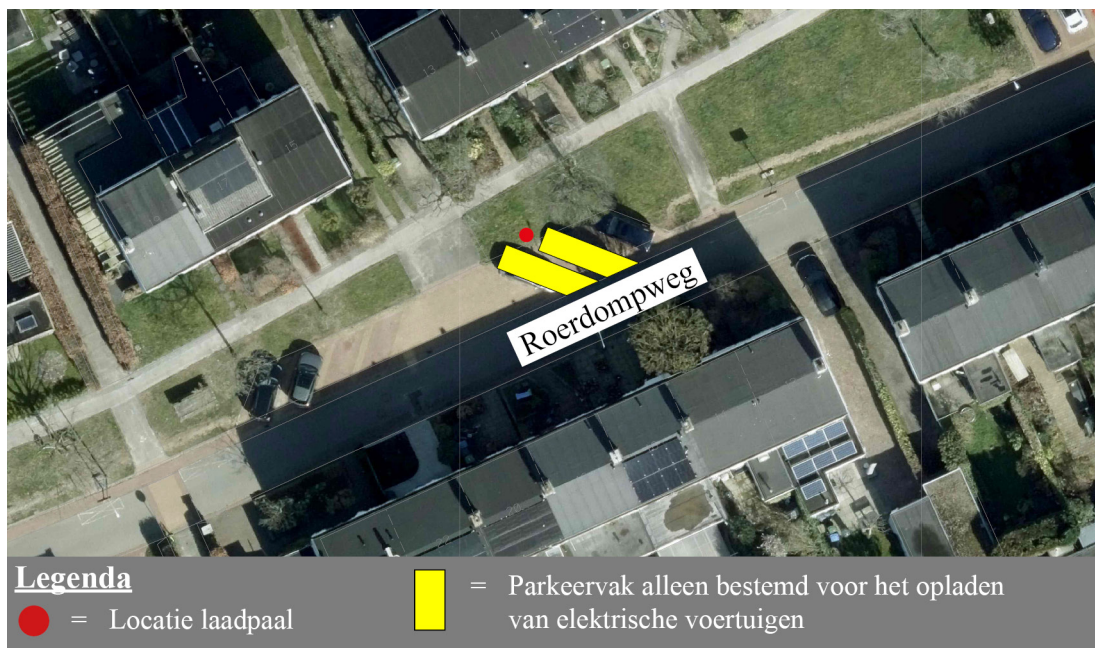 Roerdompweg
Legenda
= Locatie laadpaal
= Parkeervak alleen bestemd voor het opladen
van elektrische voertuigen